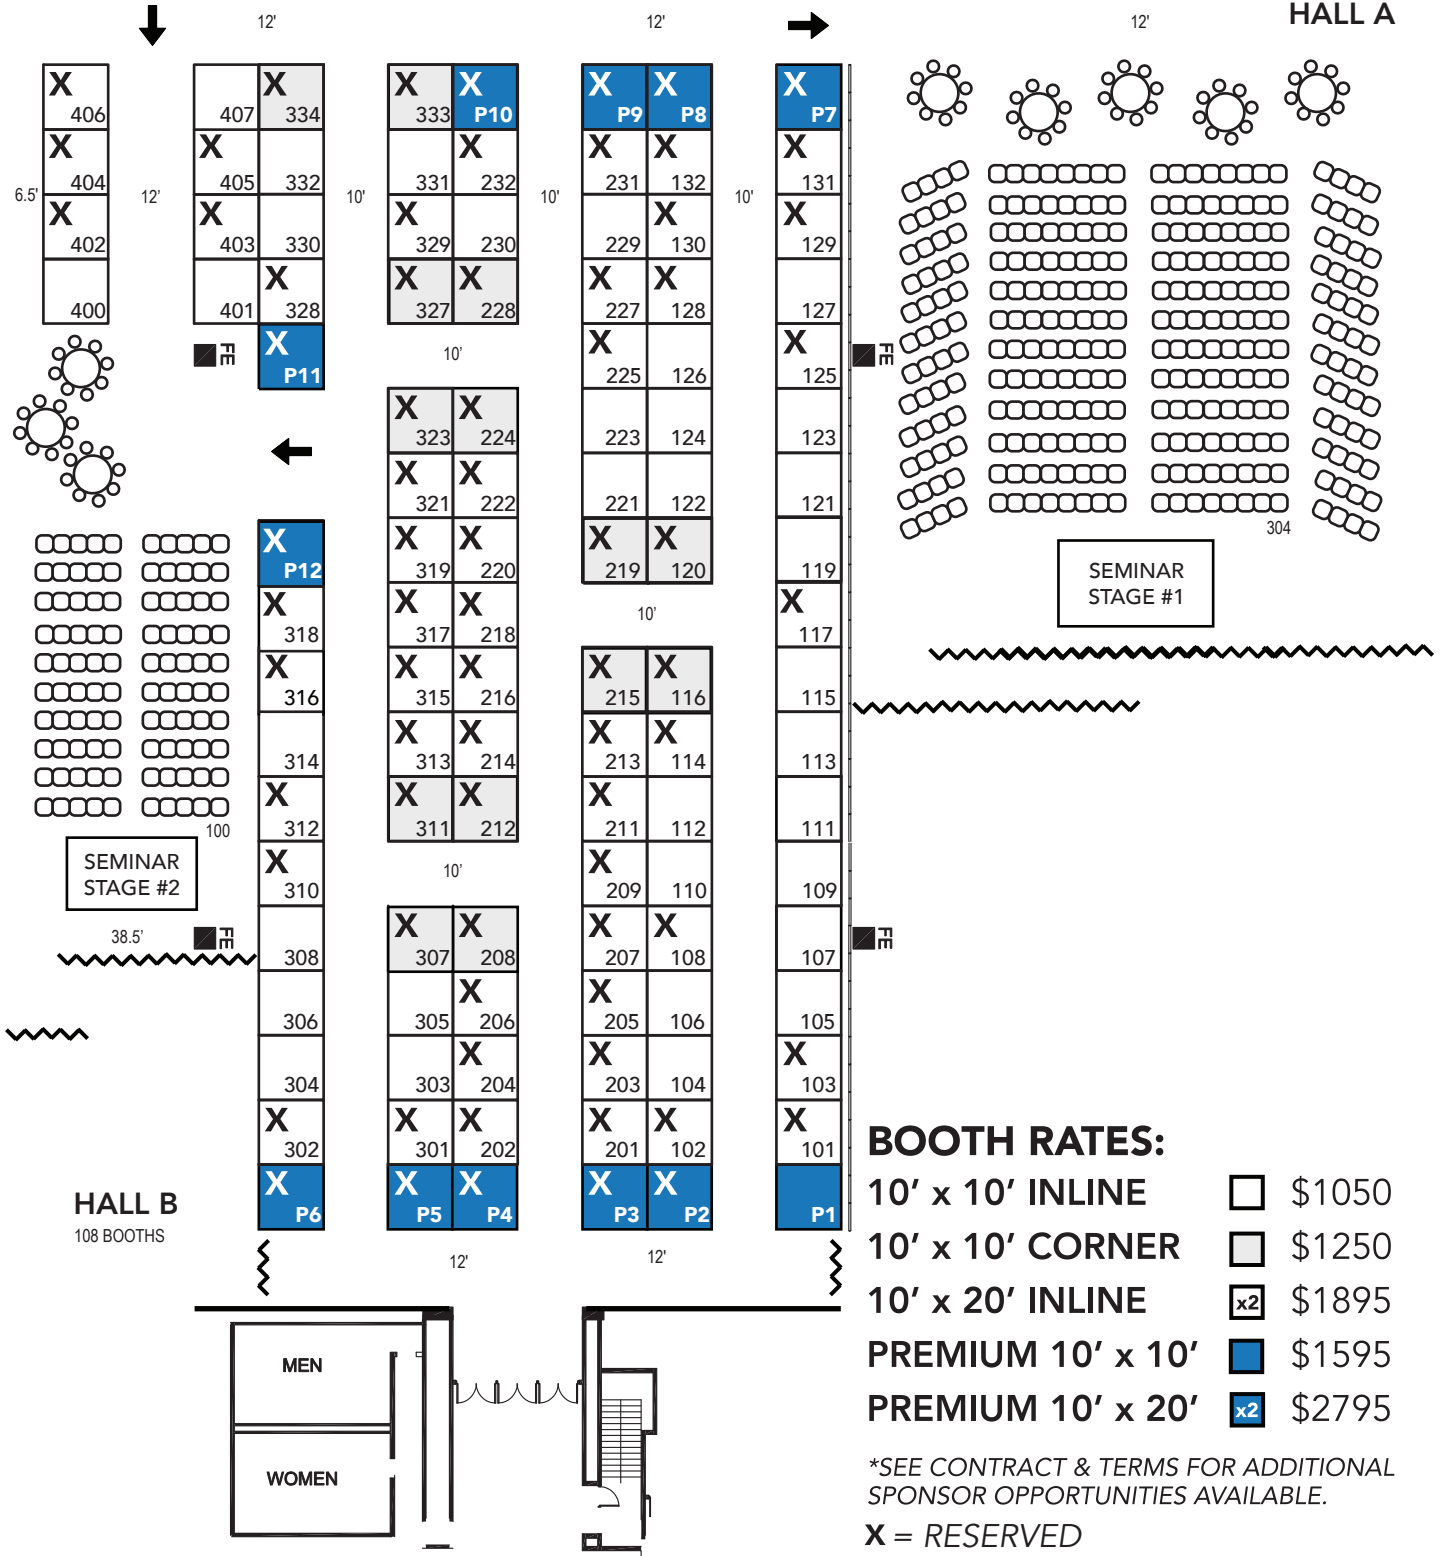 12' 12' 12' HALL A
X 406 407 X 334 X 333 X P10 X P9 X P8 X P7
X 404 X 405 332 331 X 232 X 231 X 132 X 131
6.5' 12' 10' 10' 10'
X 402 X 403 330 X 329 230 229 X 130 X 129
400 401 X 328 X 327 X 228 X 227 X 128 127
FE X P11 10' X 225 126 X 125 FE
X 323 X 224 223 124 123
X 321 X 222 221 122 121
304
X P12 X 319 X 220 X 219 X 120 119
SEMINAR
STAGE #1
X 318 X 317 X 218 10' X 117
X 316 X 315 X 216 X 215 X 116 115
314 X 313 X 214 X 213 X 114 113
X 312 X 311 X 212 X 211 112 111
100
SEMINAR
STAGE #2
X 310 10' X 209 110 109
38.5' FE 308 X 307 X 208 X 207 X 108 107 FE
306 305 X 206 X 205 106 105
304 303 X 204 X 203 104 X 103
X 302 X 301 X 202 X 201 X 102 X 101
X P6 X P5 X P4 X P3 X P2 P1
HALL B
108 BOOTHS
12' 12'
MEN
WOMEN
BOOTH RATES:
10' x 10' INLINE $1050
10' x 10' CORNER $1250
10' x 20' INLINE x2 $1895
PREMIUM 10' x 10' $1595
PREMIUM 10' x 20' x2 $2795
*SEE CONTRACT & TERMS FOR ADDITIONAL
SPONSOR OPPORTUNITIES AVAILABLE.
X = RESERVED